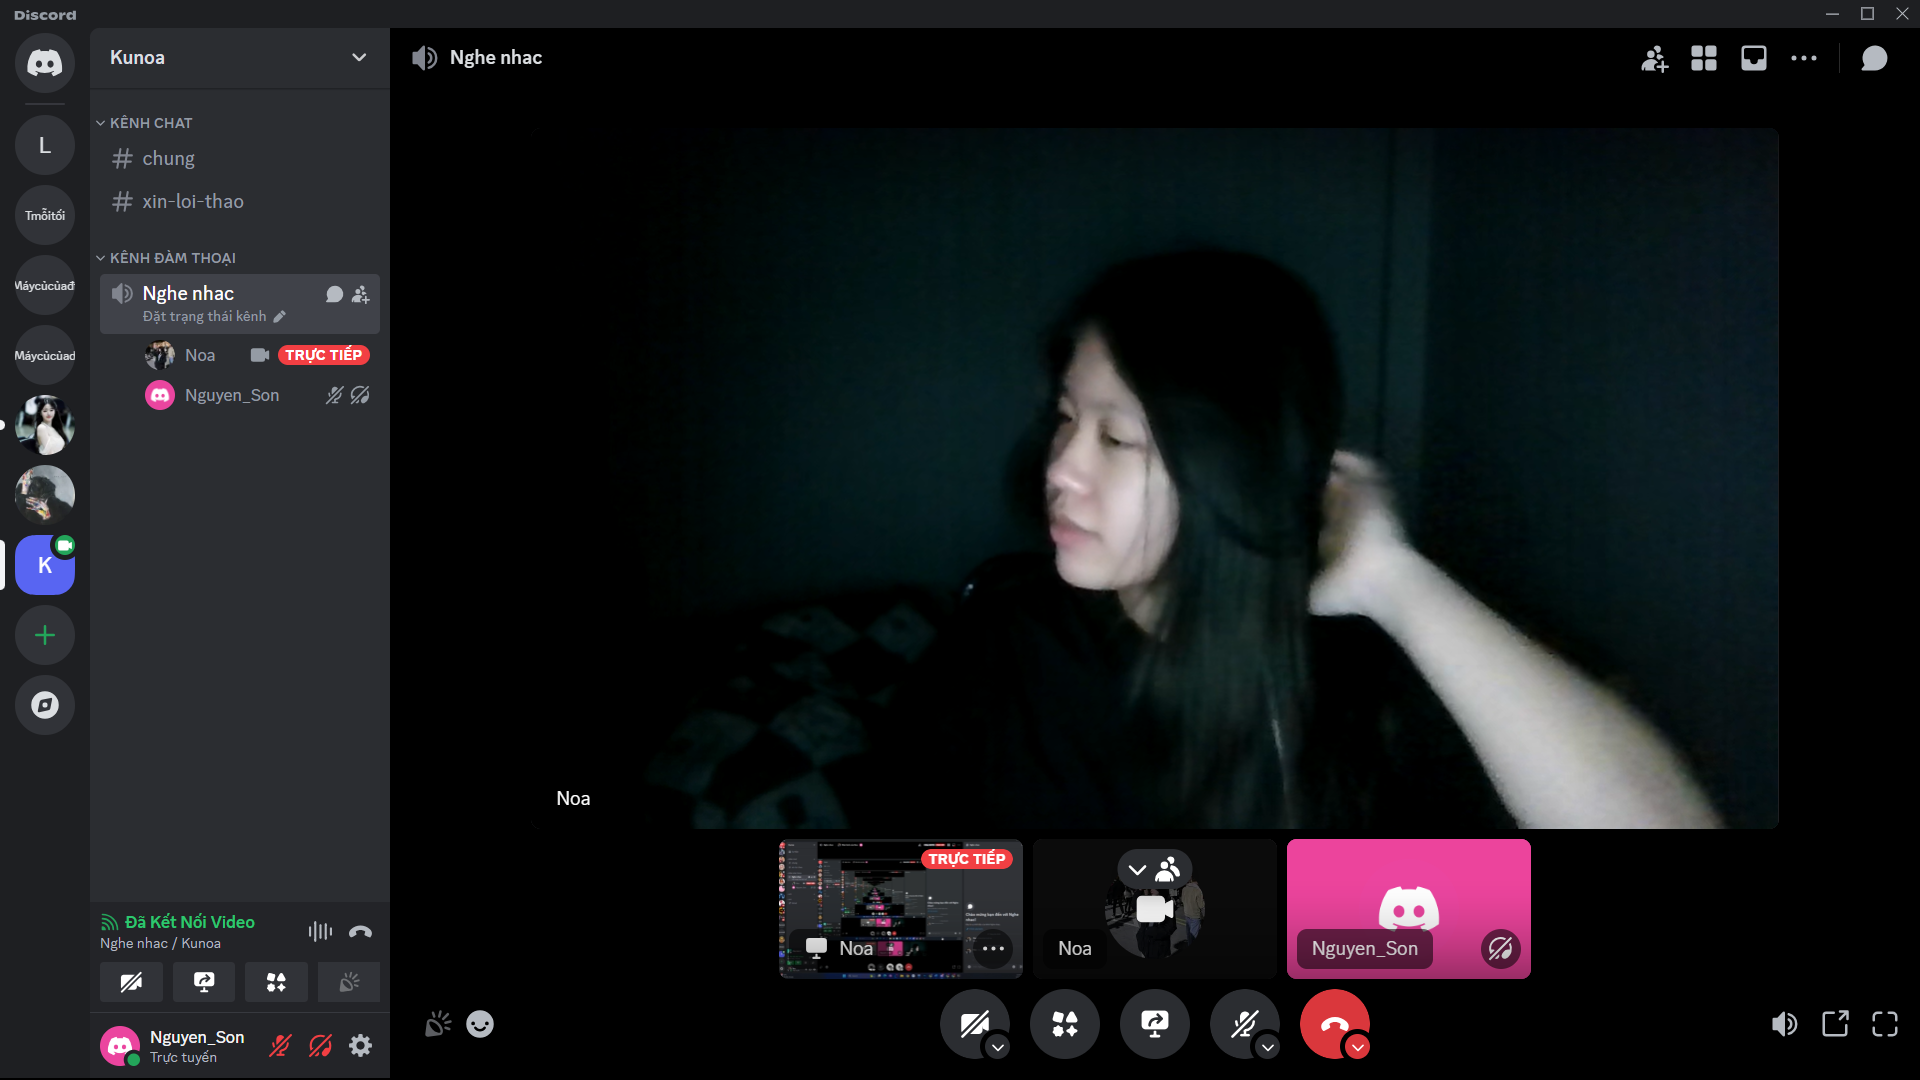 Discord
Kunoa
Nghe nhac
L
Tmỗitối
KÊNH CHAT
chung
xin-loi-thao
KÊNH ĐÀM THOẠI
Nghe nhac
Đặt trạng thái kênh
Noa
TRỰC TIẾP
Nguyen_Son
K
Noa
TRỰC TIẾP
Noa
Noa
Nguyen_Son
Đã Kết Nối Video
Nghe nhac / Kunoa
Nguyen_Son
Trực tuyến